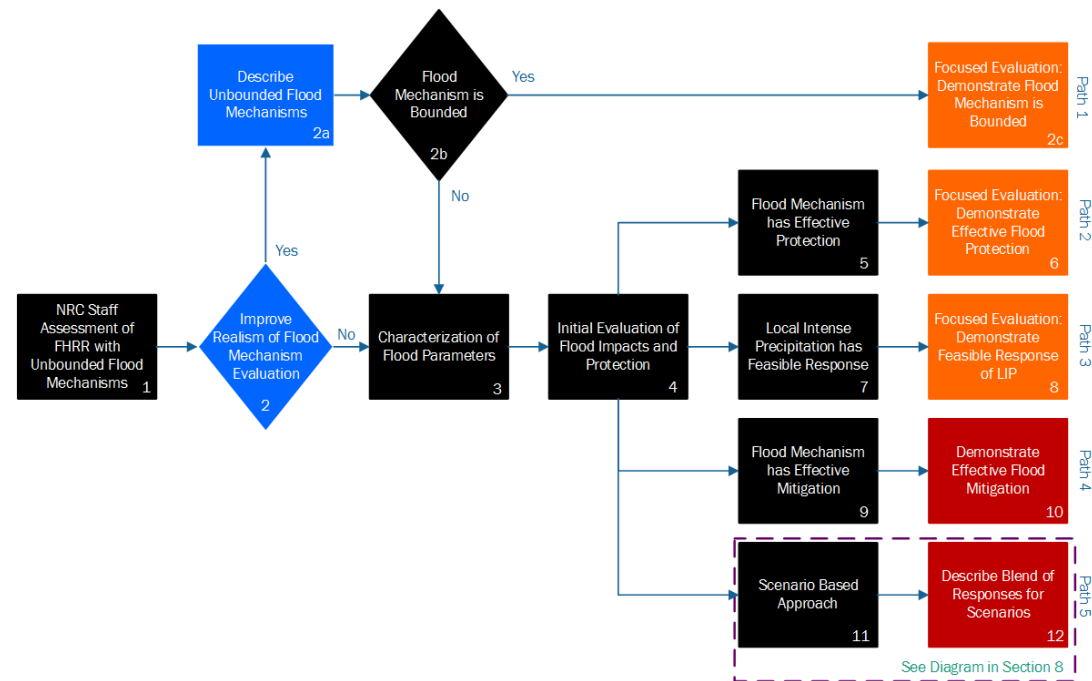 Describe
Unbounded Flood
Mechanisms
2a
Flood
Mechanism is
Bounded
2b
Yes
Focused Evaluation:
Demonstrate Flood
Mechanism is
Bounded
2c
Path 1
No
Yes
Flood Mechanism
has Effective
Protection
5
Focused Evaluation:
Demonstrate
Effective Flood
Protection
6
Path 2
NRC Staff
Assessment of
FHRR with
Unbounded Flood
Mechanisms
1
Improve
Realism of Flood
Mechanism
Evaluation
2
No
Characterization of
Flood Parameters
3
Initial Evaluation of
Flood Impacts and
Protection
4
Local Intense
Precipitation has
Feasible Response
7
Focused Evaluation:
Demonstrate
Feasible Response
of LIP
8
Path 3
Flood Mechanism
has Effective
Mitigation
9
Demonstrate
Effective Flood
Mitigation
10
Path 4
Scenario Based
Approach
11
Describe Blend of
Responses for
Scenarios
12
Path 5
See Diagram in Section 8